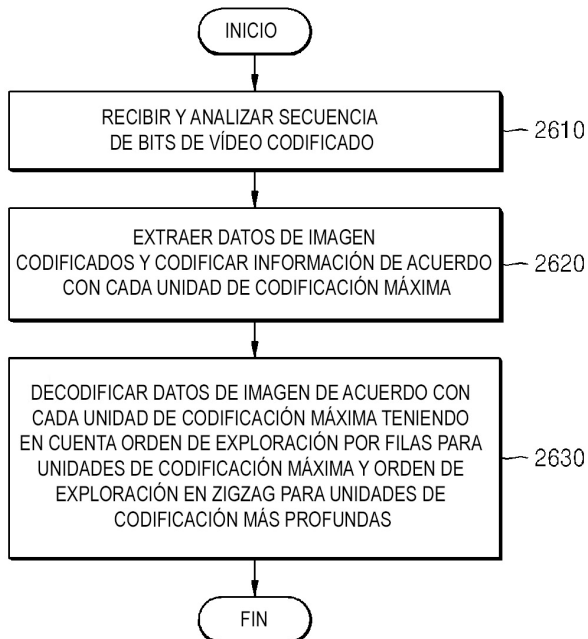 INICIO
RECIBIR Y ANALIZAR SECUENCIA
DE BITS DE VÍDEO CODIFICADO
2610
EXTRAER DATOS DE IMAGEN
CODIFICADOS Y CODIFICAR INFORMACIÓN DE ACUERDO
CON CADA UNIDAD DE CODIFICACIÓN MÁXIMA
2620
DECODIFICAR DATOS DE IMAGEN DE ACUERDO CON
CADA UNIDAD DE CODIFICACIÓN MÁXIMA TENIENDO
EN CUENTA ORDEN DE EXPLORACIÓN POR FILAS PARA
UNIDADES DE CODIFICACIÓN MÁXIMA Y ORDEN DE
EXPLORACIÓN EN ZIGZAG PARA UNIDADES DE
CODIFICACIÓN MÁS PROFUNDAS
2630
FIN